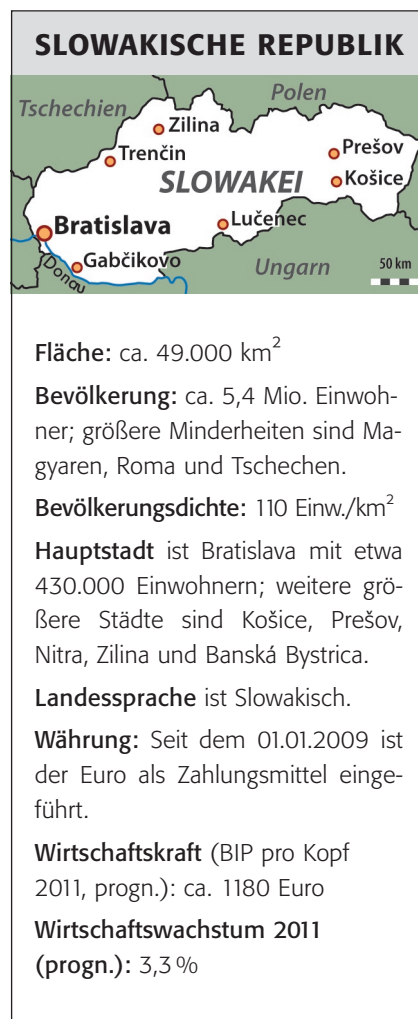 SLOWAKISCHE REPUBLIK
Tschechien
Polen
Zilina
Trenčin
Prešov
SLOWAKEI
Košice
Bratislava
Lučenec
Gabčikovo
Donau
Ungarn
50 km
Fläche: ca. 49.000 km²
Bevölkerung: ca. 5,4 Mio. Einwoh-
ner; größere Minderheiten sind Ma-
gyaren, Roma und Tschechen.
Bevölkerungsdichte: 110 Einw./km²
Hauptstadt ist Bratislava mit etwa
430.000 Einwohnern; weitere grö-
ßere Städte sind Košice, Prešov,
Nitra, Zilina und Banská Bystrica.
Landessprache ist Slowakisch.
Währung: Seit dem 01.01.2009 ist
der Euro als Zahlungsmittel einge-
führt.
Wirtschaftskraft (BIP pro Kopf
2011, progn.): ca. 1180 Euro
Wirtschaftswachstum 2011
(progn.): 3,3 %